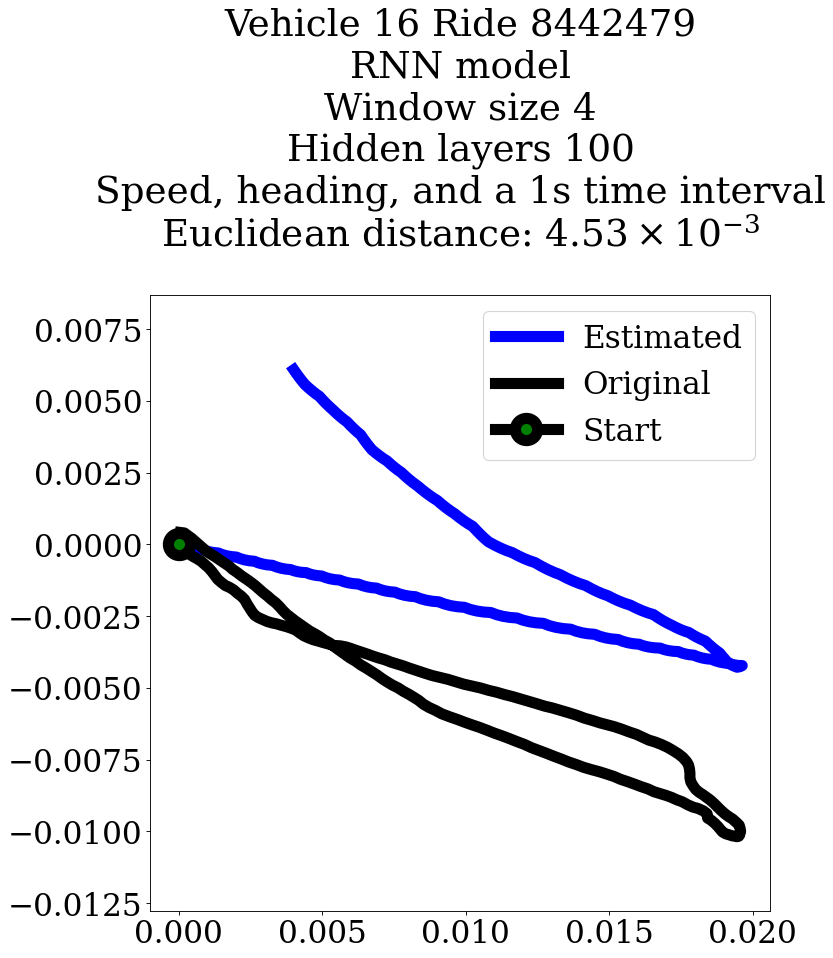 Vehicle 16 Ride 8442479
RNN model
Window size 4
Hidden layers 100
Speed, heading, and a 1s time interval
Euclidean distance: 4.53 × 10⁻³
Estimated
Original
Start
0.0075
0.0050
0.0025
0.0000
−0.0025
−0.0050
−0.0075
−0.0100
−0.0125
0.000 0.005 0.010 0.015 0.020